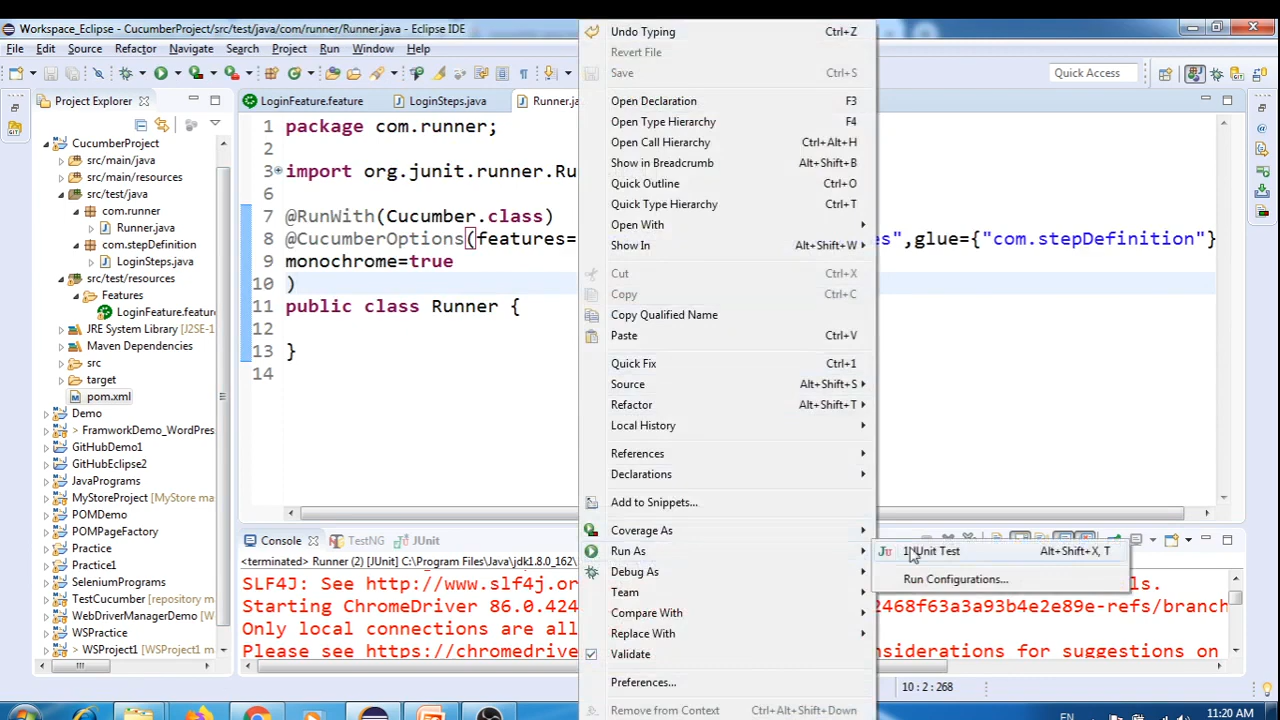 Workspace_Eclipse - CucumberProject/src/test/java/com/runner/Runner.java - Eclipse IDE
File Edit Source Refactor Navigate Search Project Run Window Help
Quick Access
Project Explorer
CucumberProject
src/main/java
src/main/resources
src/test/java
com.runner
Runner.java
com.stepDefinition
LoginSteps.java
src/test/resources
Features
LoginFeature.featur
JRE System Library [J2SE-1
Maven Dependencies
src
target
pom.xml
Demo
> FramworkDemo_WordPres
GitHubDemo1
GitHubEclipse2
JavaPrograms
MyStoreProject [MyStore ma
POMDemo
POMPageFactory
Practice
Practice1
SeleniumPrograms
TestCucumber [repository m
WebDriverManagerDemo [
WSPractice
> WSProject1 [WSProject1 m
LoginFeature.feature LoginSteps.java Runner.ja
1 package com.runner;
2
3 import org.junit.runner.Ru
6
7 @RunWith(Cucumber.class)
8 @CucumberOptions(features= es",glue={"com.stepDefinition"}
9 monochrome=true
10 )
11 public class Runner {
12
13 }
14
Undo Typing Ctrl+Z
Revert File
Save Ctrl+S
Open Declaration F3
Open Type Hierarchy F4
Open Call Hierarchy Ctrl+Alt+H
Show in Breadcrumb Alt+Shift+B
Quick Outline Ctrl+O
Quick Type Hierarchy Ctrl+T
Open With
Show In Alt+Shift+W
Cut Ctrl+X
Copy Ctrl+C
Copy Qualified Name
Paste Ctrl+V
Quick Fix Ctrl+1
Source Alt+Shift+S
Refactor Alt+Shift+T
Local History
References
Declarations
Add to Snippets...
Coverage As
Run As
Debug As
Team
Compare With
Replace With
Validate
Preferences...
Remove from Context Ctrl+Alt+Shift+Down
1 JUnit Test Alt+Shift+X, T
Run Configurations...
Console TestNG JUnit
<terminated> Runner (2) [JUnit] C:\Program Files\Java\jdk1.8.0_162\
SLF4J: See http://www.slf4j.or ls.
Starting ChromeDriver 86.0.424 2468f63a3a93b4e2e89e-refs/branch
Only local connections are all
Please see https://chromedrive nsiderations for suggestions on
10 : 2 : 268
EN
11:20 AM